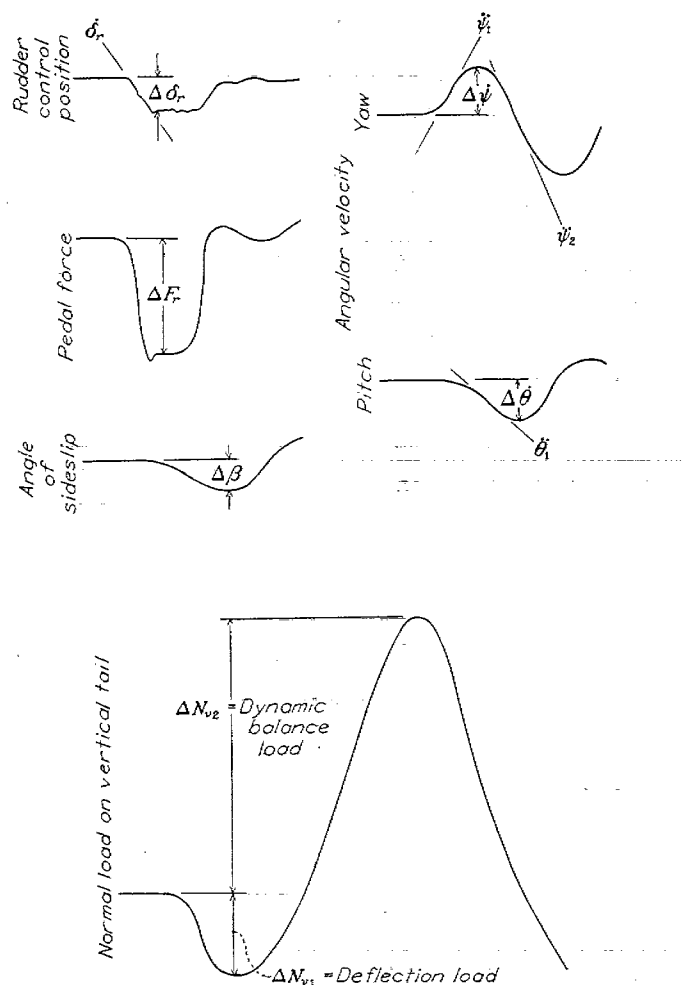 δ̇ᵣ
Rudder
control
position
Δδᵣ
Pedal force
ΔFᵣ
Angle
of
sideslip
Δβ
Angular velocity
Yaw
ψ̈₁
Δψ̇
ψ̈₂
Pitch
Δθ̇
θ̈₁
Normal load on vertical tail
ΔNᵥ₂ = Dynamic
balance
load
ΔNᵥ₁ = Deflection load